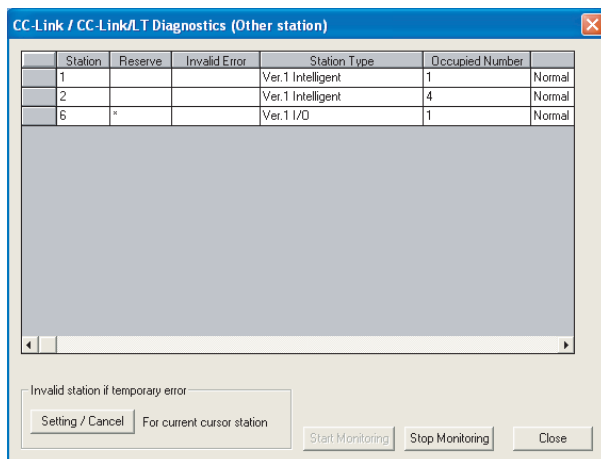 CC-Link / CC-Link/LT Diagnostics (Other station)
Station Reserve Invalid Error Station Type Occupied Number
1 Ver.1 Intelligent 1 Normal
2 Ver.1 Intelligent 4 Normal
6 * Ver.1 I/O 1 Normal
Invalid station if temporary error
Setting / Cancel For current cursor station
Start Monitoring Stop Monitoring Close